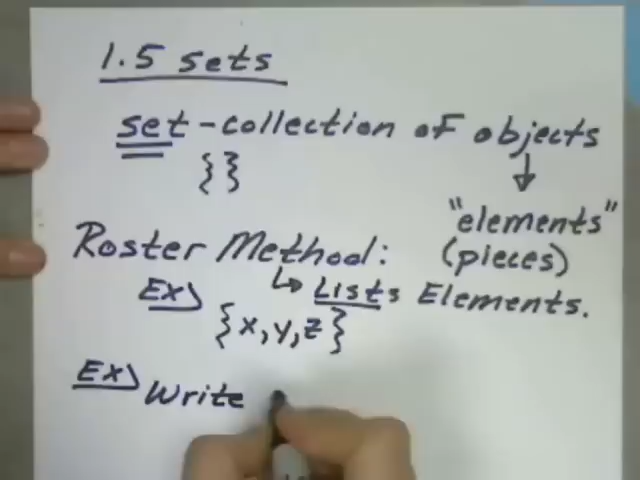 1.5 sets
set - collection of objects
{ }
"elements"
(pieces)
Roster Method:
Lists Elements.
Ex) {x, y, z}
Ex) Write